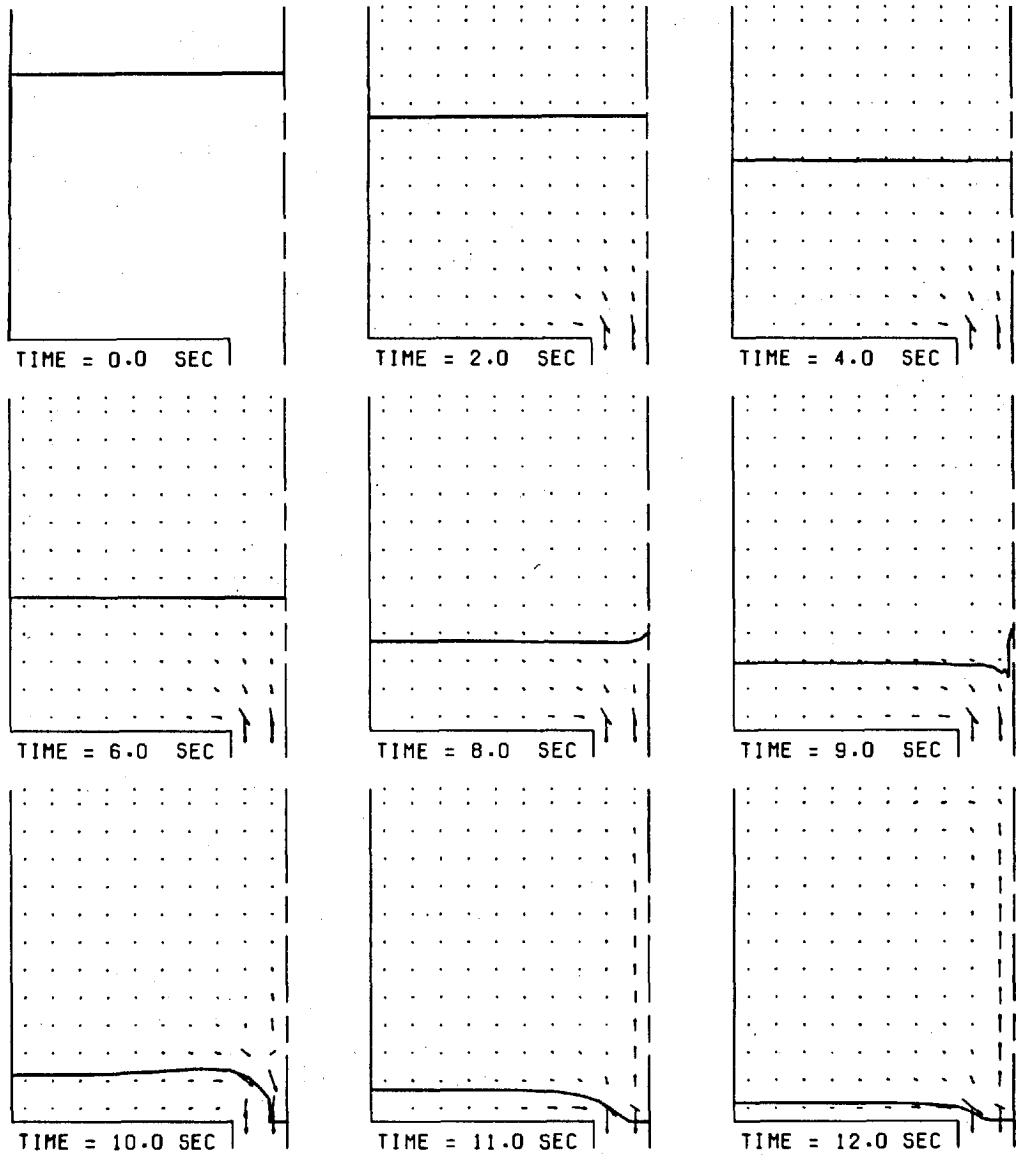 TIME = 0.0 SEC
TIME = 2.0 SEC
TIME = 4.0 SEC
TIME = 6.0 SEC
TIME = 8.0 SEC
TIME = 9.0 SEC
TIME = 10.0 SEC
TIME = 11.0 SEC
TIME = 12.0 SEC